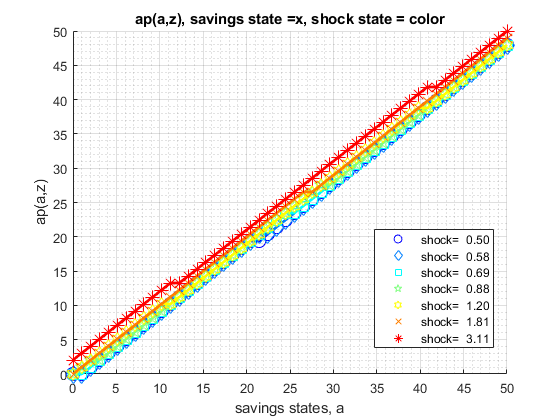 ap(a,z), savings state =x, shock state = color
ap(a,z)
50
45
40
35
30
25
20
15
10
5
0
0 5 10 15 20 25 30 35 40 45 50
savings states, a
shock= 0.50
shock= 0.58
shock= 0.69
shock= 0.88
shock= 1.20
shock= 1.81
shock= 3.11